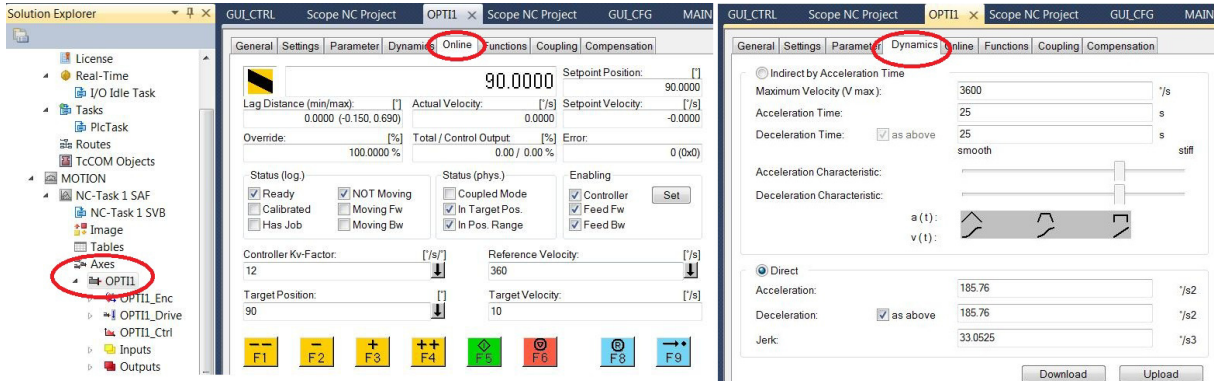 Solution Explorer
License
Real-Time
I/O Idle Task
Tasks
PlcTask
Routes
TcCOM Objects
MOTION
NC-Task 1 SAF
NC-Task 1 SVB
Image
Tables
Axes
OPTI1
OPTI1_Enc
OPTI1_Drive
OPTI1_Ctrl
Inputs
Outputs
GUI_CTRL Scope NC Project OPTI1 × Scope NC Project GUI_CFG MAIN
General Settings Parameter Dynamics Online Functions Coupling Compensation
90.0000
Setpoint Position: [°]
90.0000
Lag Distance (min/max): [°] Actual Velocity: [°/s] Setpoint Velocity: [°/s]
0.0000 (-0.150, 0.690) 0.0000 -0.0000
Override: [%] Total / Control Output: [%] Error:
100.0000 % 0.00 / 0.00 % 0 (0x0)
Status (log.) Status (phys.) Enabling
Ready NOT Moving Coupled Mode Controller Set
Calibrated Moving Fw In Target Pos. Feed Fw
Has Job Moving Bw In Pos. Range Feed Bw
Controller Kv-Factor: [°/s/°] Reference Velocity: [°/s]
12 360
Target Position: [°] Target Velocity: [°/s]
90 10
-- - + ++ R
F1 F2 F3 F4 F5 F6 F8 F9
GUI_CTRL Scope NC Project OPTI1 × Scope NC Project GUI_CFG MAIN
General Settings Parameter Dynamics Online Functions Coupling Compensation
Indirect by Acceleration Time
Maximum Velocity (V max): 3600 °/s
Acceleration Time: 25 s
Deceleration Time: as above 25 s
smooth stiff
Acceleration Characteristic:
Deceleration Characteristic:
a(t):
v(t):
Direct
Acceleration: 185.76 °/s2
Deceleration: as above 185.76 °/s2
Jerk: 33.0525 °/s3
Download Upload